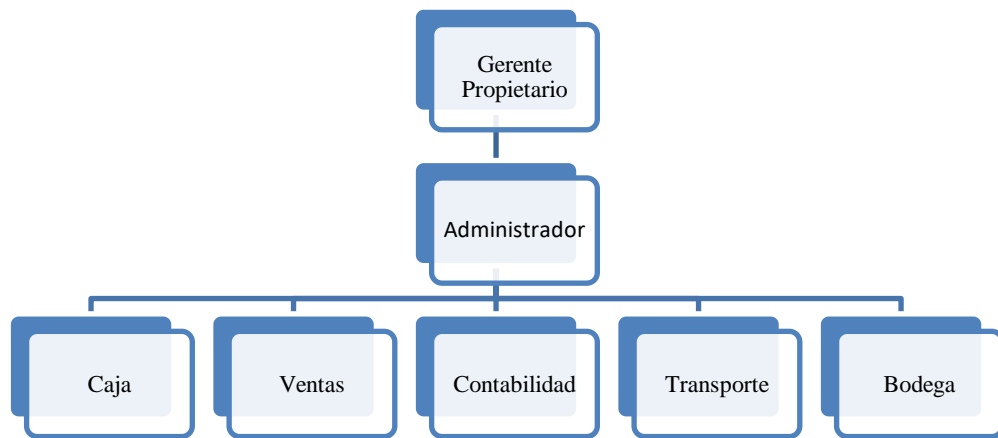 Gerente
Propietario
Administrador
Caja
Ventas
Contabilidad
Transporte
Bodega